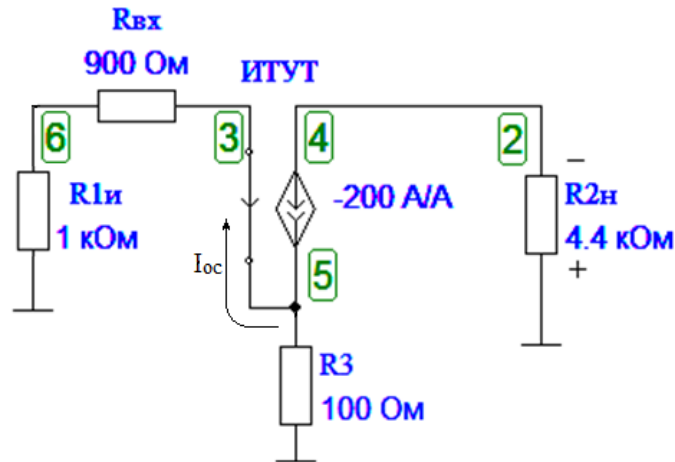 Rвх
900 Ом
ИТУТ
6
3
4
2
R1и
1 кОм
-200 А/А
−
R2н
4.4 кОм
+
Iос
5
R3
100 Ом